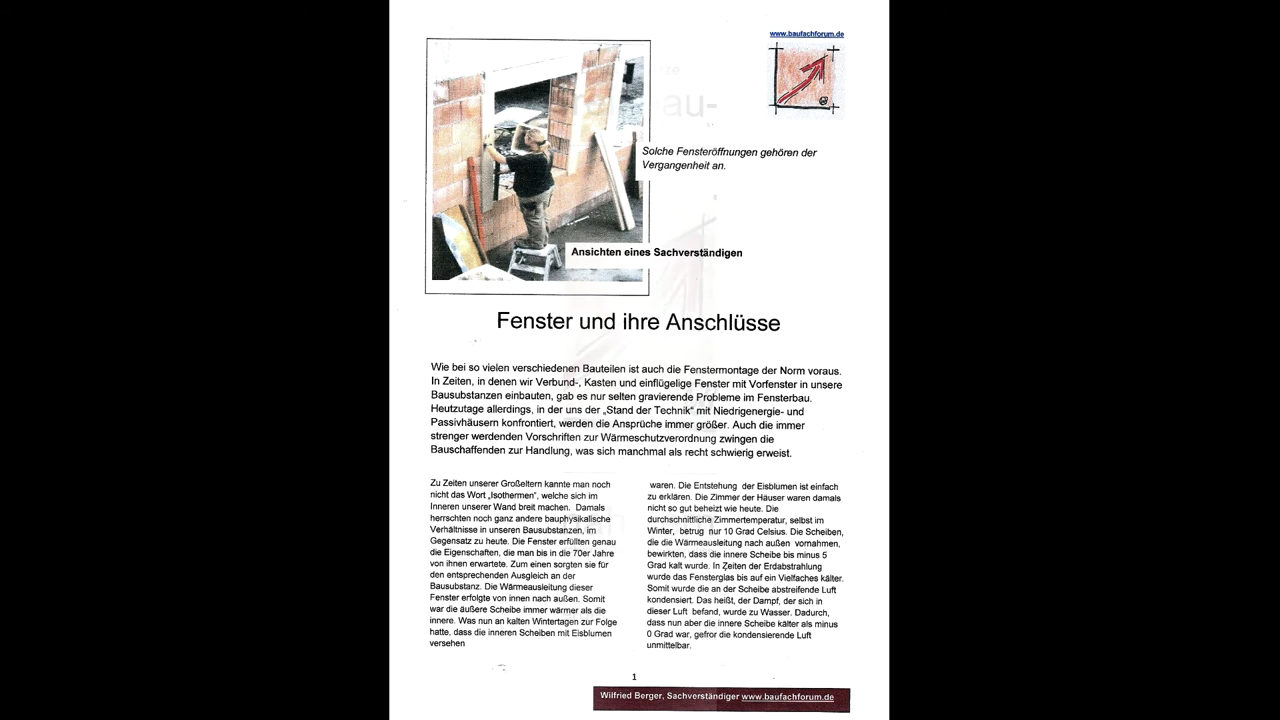 www.baufachforum.de
Solche Fensteröffnungen gehören der
Vergangenheit an.
Ansichten eines Sachverständigen
Fenster und ihre Anschlüsse
Wie bei so vielen verschiedenen Bauteilen ist auch die Fenstermontage der Norm voraus.
In Zeiten, in denen wir Verbund-, Kasten und einflügelige Fenster mit Vorfenster in unsere
Bausubstanzen einbauten, gab es nur selten gravierende Probleme im Fensterbau.
Heutzutage allerdings, in der uns der „Stand der Technik“ mit Niedrigenergie- und
Passivhäusern konfrontiert, werden die Ansprüche immer größer. Auch die immer
strenger werdenden Vorschriften zur Wärmeschutzverordnung zwingen die
Bauschaffenden zur Handlung, was sich manchmal als recht schwierig erweist.
Zu Zeiten unserer Großeltern kannte man noch
nicht das Wort „Isothermen“, welche sich im
Inneren unserer Wand breit machen. Damals
herrschten noch ganz andere bauphysikalische
Verhältnisse in unseren Bausubstanzen, im
Gegensatz zu heute. Die Fenster erfüllten genau
die Eigenschaften, die man bis in die 70er Jahre
von ihnen erwartete. Zum einen sorgten sie für
den entsprechenden Ausgleich an der
Bausubstanz. Die Wärmeausleitung dieser
Fenster erfolgte von innen nach außen. Somit
war die äußere Scheibe immer wärmer als die
innere. Was nun an kalten Wintertagen zur Folge
hatte, dass die inneren Scheiben mit Eisblumen
versehen
waren. Die Entstehung der Eisblumen ist einfach
zu erklären. Die Zimmer der Häuser waren damals
nicht so gut beheizt wie heute. Die
durchschnittliche Zimmertemperatur, selbst im
Winter, betrug nur 10 Grad Celsius. Die Scheiben,
die die Wärmeausleitung nach außen vornahmen,
bewirkten, dass die innere Scheibe bis minus 5
Grad kalt wurde. In Zeiten der Erdabstrahlung
wurde das Fensterglas bis auf ein Vielfaches kälter.
Somit wurde die an der Scheibe abstreifende Luft
kondensiert. Das heißt, der Dampf, der sich in
dieser Luft befand, wurde zu Wasser. Dadurch,
dass nun aber die innere Scheibe kälter als minus
0 Grad war, gefror die kondensierende Luft
unmittelbar.
1
Wilfried Berger, Sachverständiger www.baufachforum.de